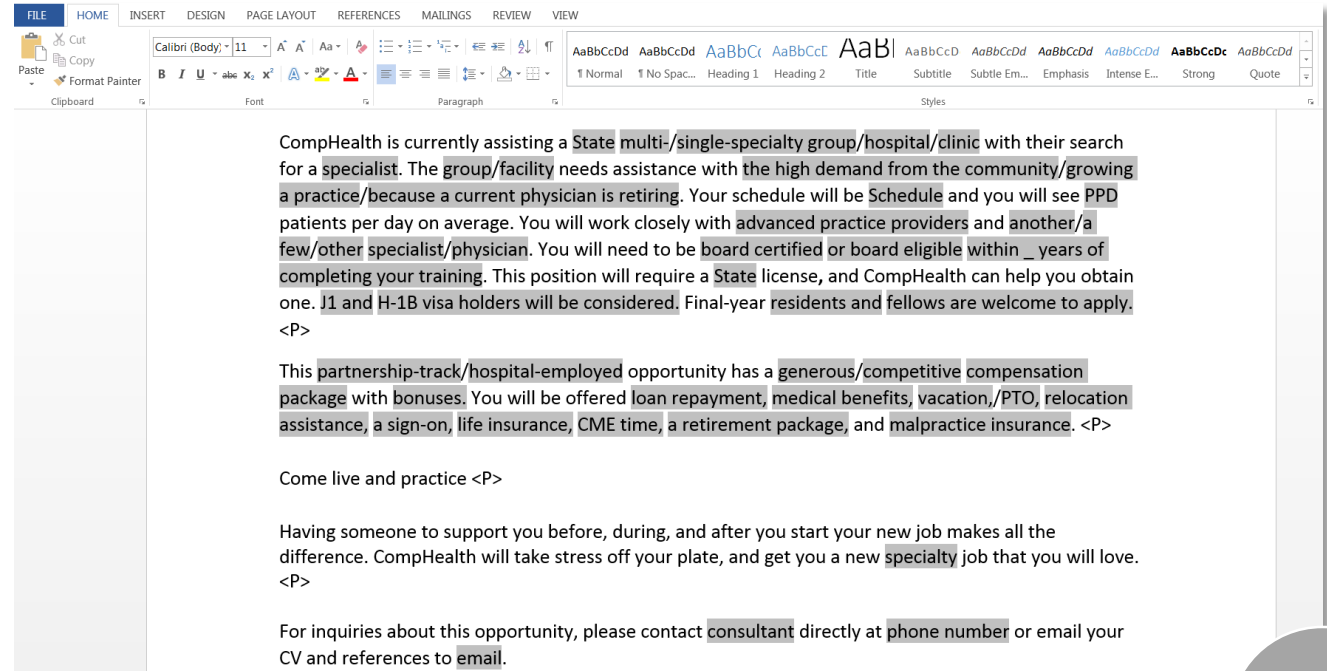 FILE HOME INSERT DESIGN PAGE LAYOUT REFERENCES MAILINGS REVIEW VIEW
Cut
Copy
Paste
Format Painter
Calibri (Body) 11
AaBbCcDd AaBbCcDd AaBbCc AaBbCcE AaBl AaBbCcD AaBbCcDd AaBbCcDd AaBbCcDd AaBbCcDc AaBbCcDd
¶ Normal ¶ No Spac... Heading 1 Heading 2 Title Subtitle Subtle Em... Emphasis Intense E... Strong Quote
Clipboard Font Paragraph Styles
CompHealth is currently assisting a State multi-/single-specialty group/hospital/clinic with their search
for a specialist. The group/facility needs assistance with the high demand from the community/growing
a practice/because a current physician is retiring. Your schedule will be Schedule and you will see PPD
patients per day on average. You will work closely with advanced practice providers and another/a
few/other specialist/physician. You will need to be board certified or board eligible within _ years of
completing your training. This position will require a State license, and CompHealth can help you obtain
one. J1 and H-1B visa holders will be considered. Final-year residents and fellows are welcome to apply.
<P>
This partnership-track/hospital-employed opportunity has a generous/competitive compensation
package with bonuses. You will be offered loan repayment, medical benefits, vacation,/PTO, relocation
assistance, a sign-on, life insurance, CME time, a retirement package, and malpractice insurance. <P>
Come live and practice <P>
Having someone to support you before, during, and after you start your new job makes all the
difference. CompHealth will take stress off your plate, and get you a new specialty job that you will love.
<P>
For inquiries about this opportunity, please contact consultant directly at phone number or email your
CV and references to email.